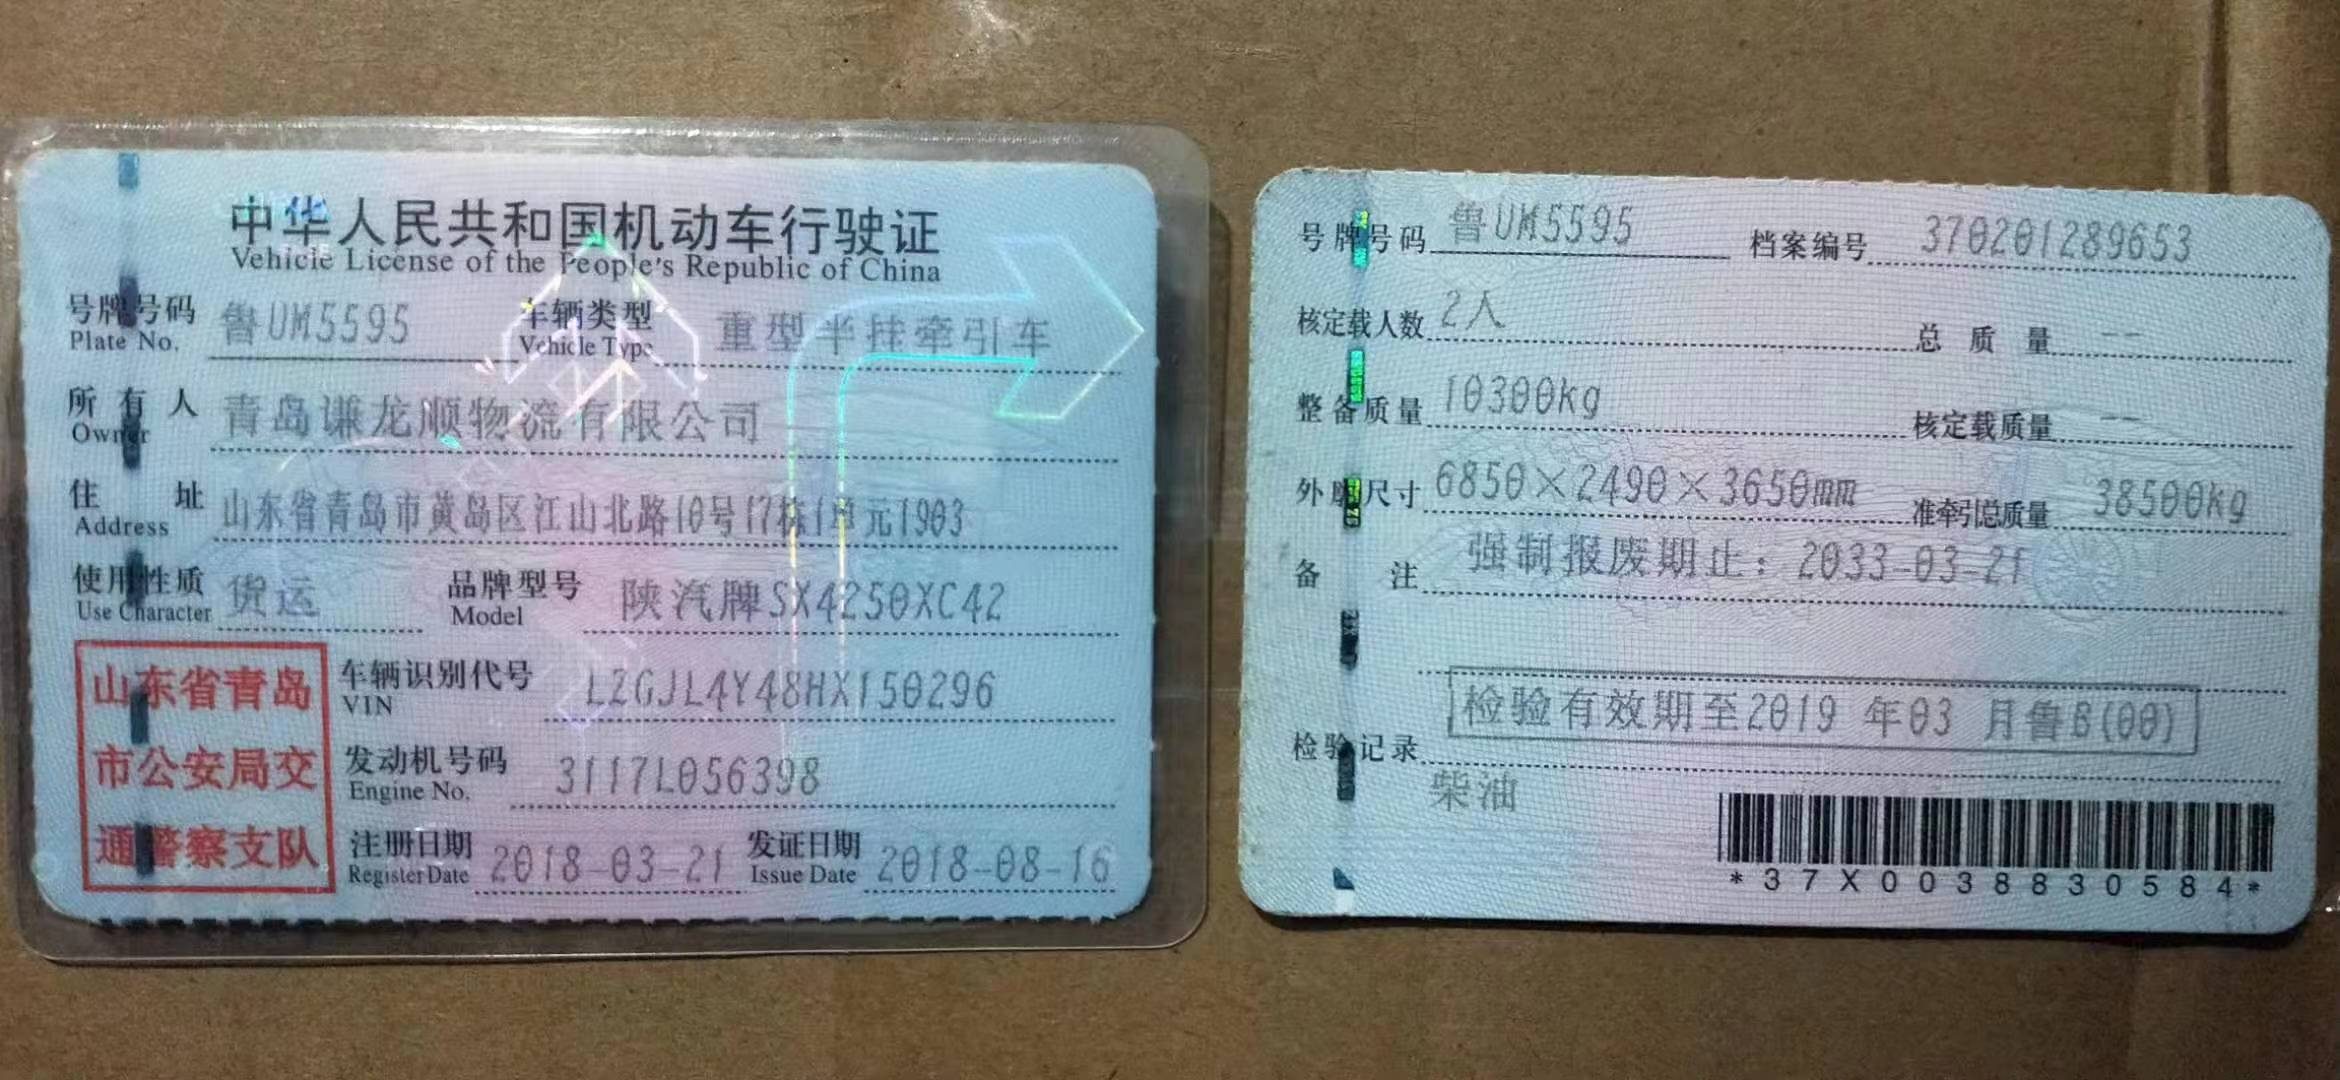 中华人民共和国机动车行驶证
Vehicle License of the People's Republic of China
号牌号码 鲁UM5595 车辆类型 重型半挂牵引车
Plate No. Vehicle Type
所有人 青岛谦龙顺物流有限公司
Owner
住址 山东省青岛市黄岛区江山北路10号17栋1单元1903
Address
使用性质 货运 品牌型号 陕汽牌SX4250XC42
Use Character Model
山东省青岛
市公安局交
通警察支队
车辆识别代号 LZGJL4Y48HX150296
VIN
发动机号码 3117L056398
Engine No.
注册日期 2018-03-21 发证日期 2018-08-16
Register Date Issue Date
号牌号码 鲁UM5595 档案编号 370201289653
核定载人数 2人 总质量 --
整备质量 10300kg 核定载质量 --
外廓尺寸 6850×2490×3650mm 准牵引总质量 38500kg
备注 强制报废期止：2033-03-21
检验有效期至2019 年03 月鲁B(00)
检验记录
柴油
*37X0038830584*